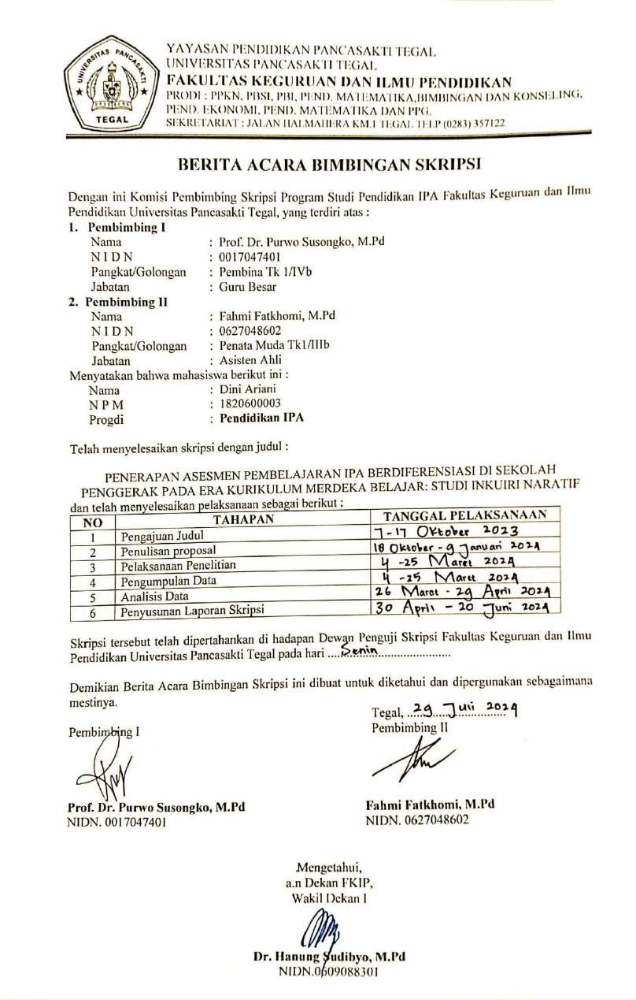 UNIVERSITAS PANCASAKTI
TEGAL
YAYASAN PENDIDIKAN PANCASAKTI TEGAL
UNIVERSITAS PANCASAKTI TEGAL
FAKULTAS KEGURUAN DAN ILMU PENDIDIKAN
PRODI : PPKN, PBSI, PBI, PEND. MATEMATIKA,BIMBINGAN DAN KONSELING,
PEND. EKONOMI, PEND. MATEMATIKA DAN PPG.
SEKRETARIAT : JALAN HALMAHERA KM.1 TEGAL TELP (0283) 357122
BERITA ACARA BIMBINGAN SKRIPSI
Dengan ini Komisi Pembimbing Skripsi Program Studi Pendidikan IPA Fakultas Keguruan dan Ilmu
Pendidikan Universitas Pancasakti Tegal, yang terdiri atas :
1. Pembimbing I
Nama : Prof. Dr. Purwo Susongko, M.Pd
N I D N : 0017047401
Pangkat/Golongan : Pembina Tk 1/IVb
Jabatan : Guru Besar
2. Pembimbing II
Nama : Fahmi Fatkhomi, M.Pd
N I D N : 0627048602
Pangkat/Golongan : Penata Muda Tk1/IIIb
Jabatan : Asisten Ahli
Menyatakan bahwa mahasiswa berikut ini :
Nama : Dini Ariani
N P M : 1820600003
Progdi : Pendidikan IPA
Telah menyelesaikan skripsi dengan judul :
PENERAPAN ASESMEN PEMBELAJARAN IPA BERDIFERENSIASI DI SEKOLAH
PENGGERAK PADA ERA KURIKULUM MERDEKA BELAJAR: STUDI INKUIRI NARATIF
dan telah menyelesaikan pelaksanaan sebagai berikut :
NO TAHAPAN TANGGAL PELAKSANAAN
1 Pengajuan Judul 7-17 Oktober 2023
2 Penulisan proposal 18 Oktober - 9 Januari 2024
3 Pelaksanaan Penelitian 4 -25 Maret 2024
4 Pengumpulan Data 4 -25 Maret 2024
5 Analisis Data 26 Maret - 29 April 2024
6 Penyusunan Laporan Skripsi 30 April - 20 Juni 2024
Skripsi tersebut telah dipertahankan di hadapan Dewan Penguji Skripsi Fakultas Keguruan dan Ilmu
Pendidikan Universitas Pancasakti Tegal pada hari ....Senin........................
Demikian Berita Acara Bimbingan Skripsi ini dibuat untuk diketahui dan dipergunakan sebagaimana
mestinya.
Tegal, .....29.....Juli 2024
Pembimbing I Pembimbing II
Prof. Dr. Purwo Susongko, M.Pd Fahmi Fatkhomi, M.Pd
NIDN. 0017047401 NIDN. 0627048602
Mengetahui,
a.n Dekan FKIP,
Wakil Dekan I
Dr. Hanung Sudibyo, M.Pd
NIDN.0609088301